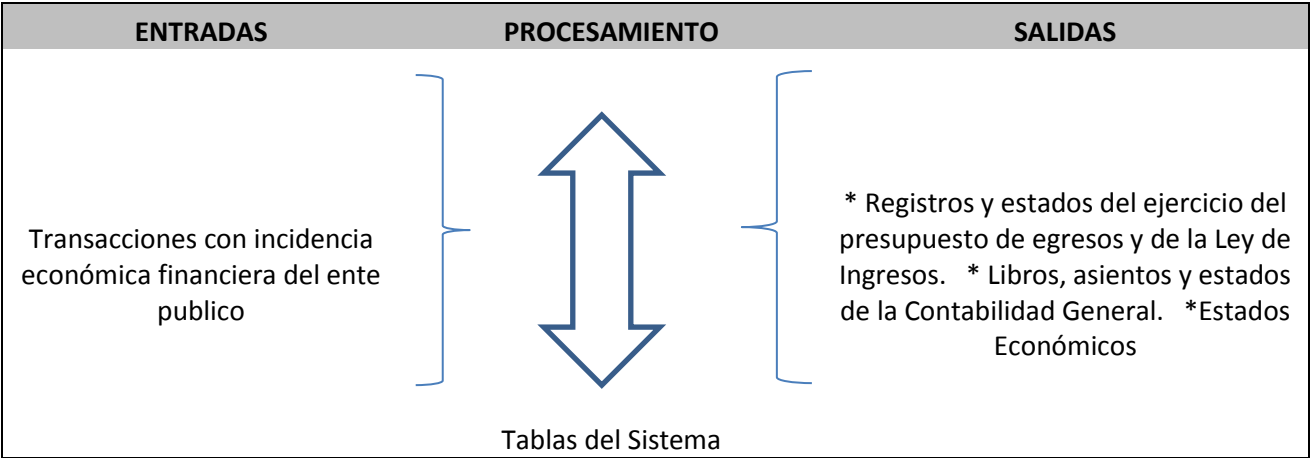 ENTRADAS PROCESAMIENTO SALIDAS
Transacciones con incidencia
económica financiera del ente
publico
Tablas del Sistema
* Registros y estados del ejercicio del
presupuesto de egresos y de la Ley de
Ingresos. * Libros, asientos y estados
de la Contabilidad General. *Estados
Económicos